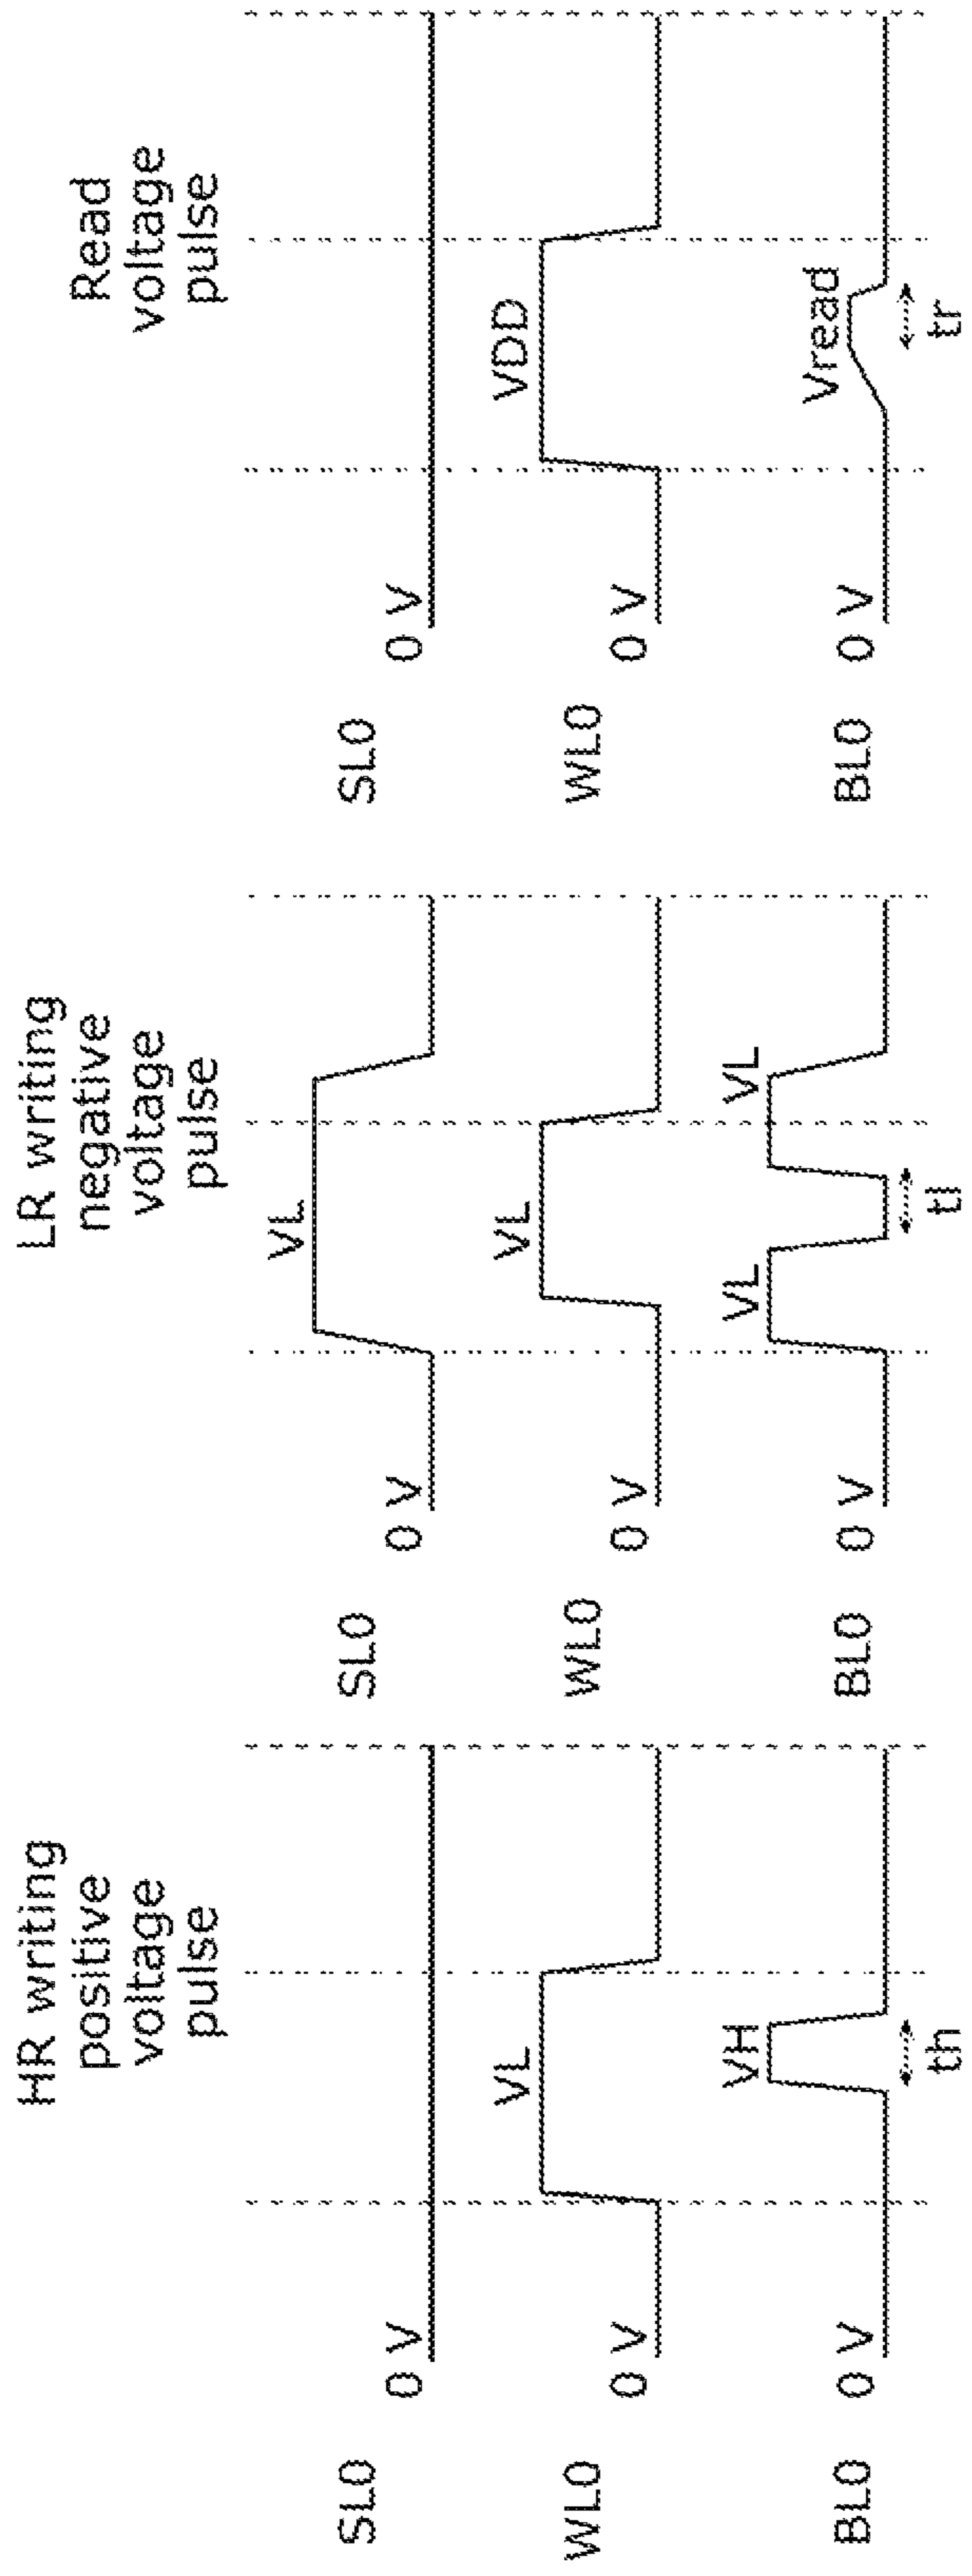 HR writing
positive
voltage
pulse
SL0
0 V
WL0
0 V
VL
BL0
0 V
VH
th
LR writing
negative
voltage
pulse
SL0
0 V
VL
WL0
0 V
VL
BL0
0 V
VL
VL
tl
Read
voltage
pulse
SL0
0 V
WL0
0 V
VDD
BL0
0 V
Vread
tr